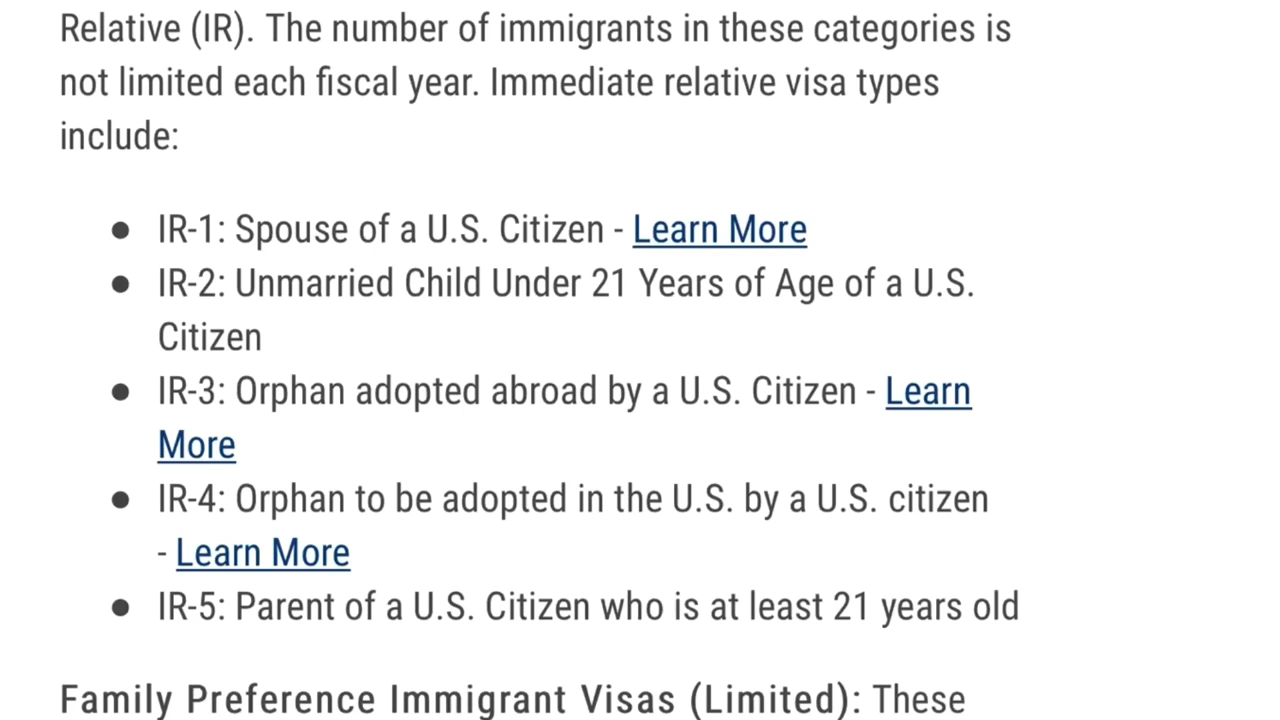 Relative (IR). The number of immigrants in these categories is
not limited each fiscal year. Immediate relative visa types
include:
● IR-1: Spouse of a U.S. Citizen - Learn More
● IR-2: Unmarried Child Under 21 Years of Age of a U.S.
Citizen
● IR-3: Orphan adopted abroad by a U.S. Citizen - Learn
More
● IR-4: Orphan to be adopted in the U.S. by a U.S. citizen
- Learn More
● IR-5: Parent of a U.S. Citizen who is at least 21 years old
Family Preference Immigrant Visas (Limited): These